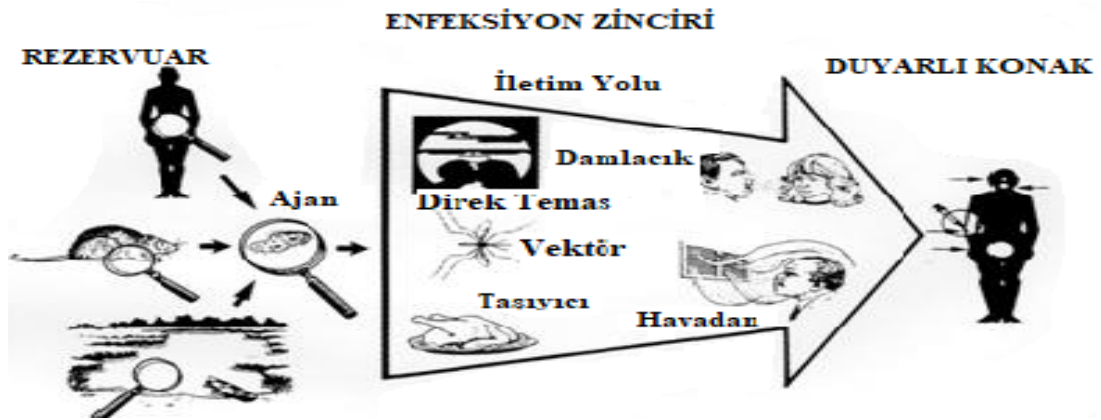 ENFEKSİYON ZİNCİRİ
REZERVUAR
İletim Yolu
DUYARLI KONAK
Ajan
Damlacık
Direk Temas
Vektör
Taşıyıcı
Havadan